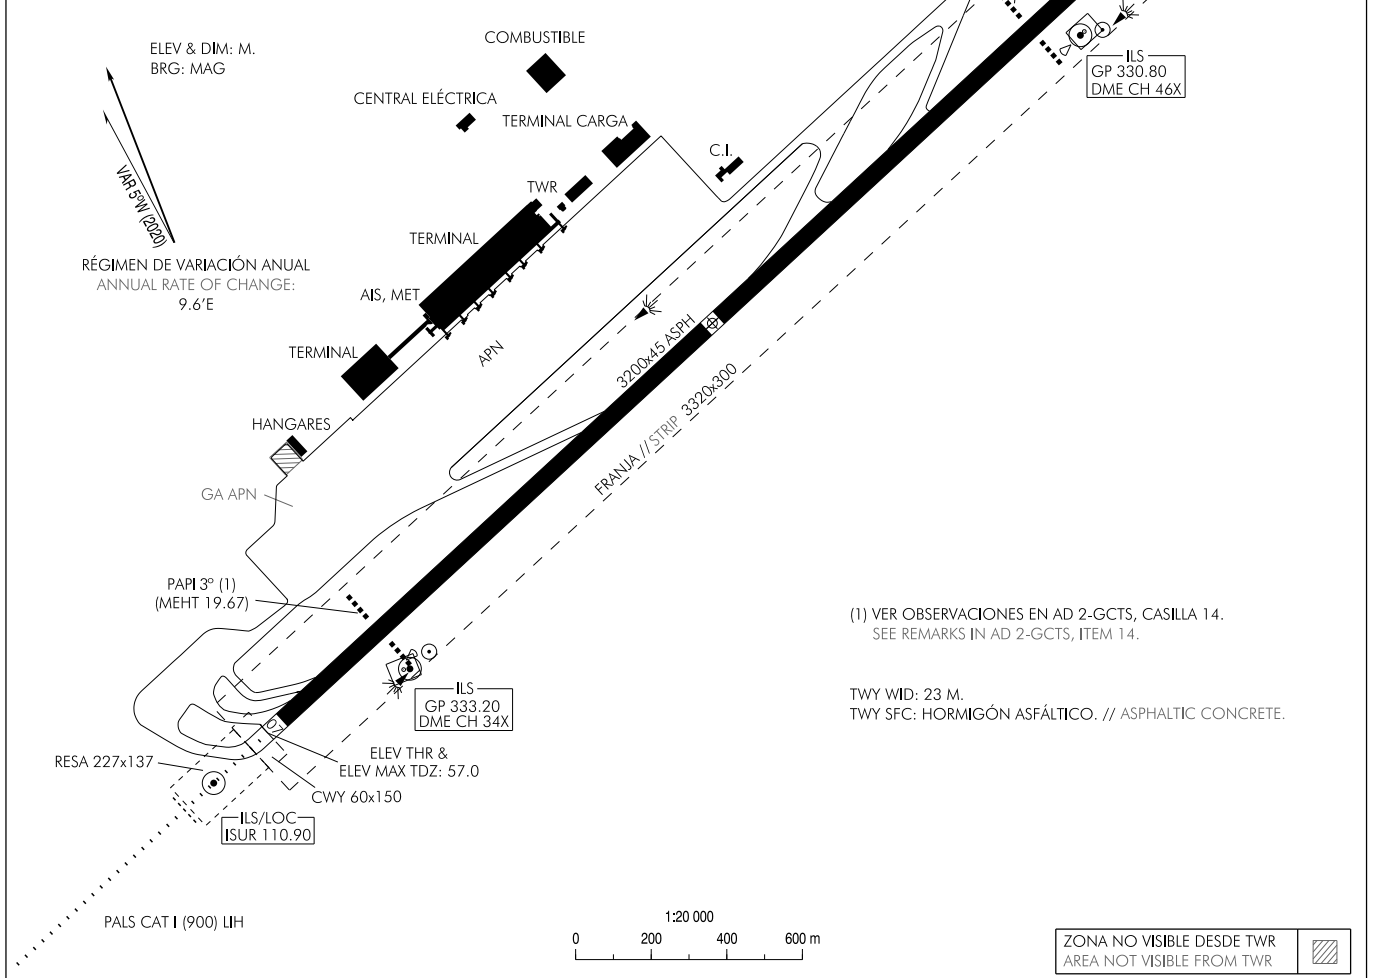 ELEV & DIM: M.
BRG: MAG
COMBUSTIBLE
ILS
GP 330.80
DME CH 46X
CENTRAL ELÉCTRICA
TERMINAL CARGA
C.I.
VAR 5ºW (2020)
TWR
TERMINAL
RÉGIMEN DE VARIACIÓN ANUAL
ANNUAL RATE OF CHANGE:
9.6’E
AIS, MET
TERMINAL
APN
3200x45 ASPH
FRANJA // STRIP 3320x300
HANGARES
GA APN
PAPI 3º (1)
(MEHT 19.67)
(1) VER OBSERVACIONES EN AD 2-GCTS, CASILLA 14.
SEE REMARKS IN AD 2-GCTS, ITEM 14.
ILS
GP 333.20
DME CH 34X
TWY WID: 23 M.
TWY SFC: HORMIGÓN ASFÁLTICO. // ASPHALTIC CONCRETE.
07
RESA 227x137
ELEV THR &
ELEV MAX TDZ: 57.0
CWY 60x150
ILS/LOC
ISUR 110.90
PALS CAT I (900) LIH
1:20 000
0 200 400 600 m
ZONA NO VISIBLE DESDE TWR
AREA NOT VISIBLE FROM TWR